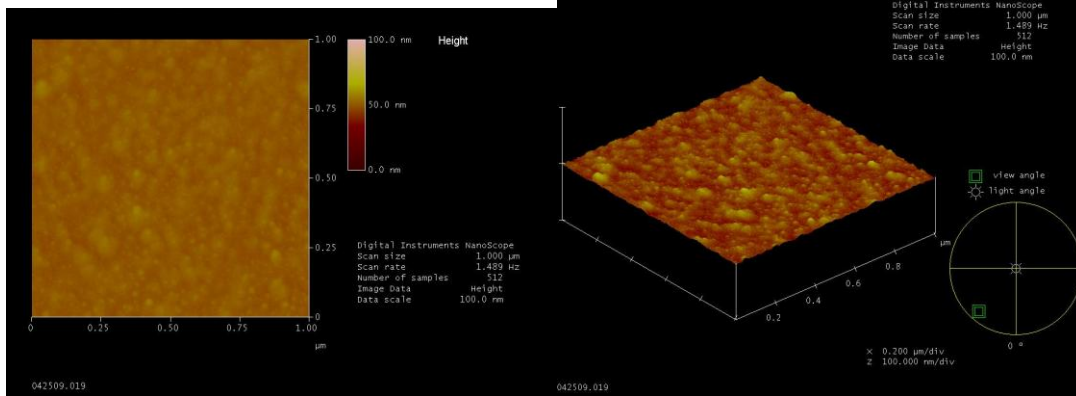 1.00
0.75
0.50
0.25
0
0
0.25
0.50
0.75
1.00
µm
100.0 nm
50.0 nm
0.0 nm
Height
Digital Instruments NanoScope
Scan size 1.000 µm
Scan rate 1.489 Hz
Number of samples 512
Image Data Height
Data scale 100.0 nm
042509.019
Digital Instruments NanoScope
Scan size 1.000 µm
Scan rate 1.489 Hz
Number of samples 512
Image Data Height
Data scale 100.0 nm
view angle
light angle
µm
0.8
0.6
0.4
0.2
0 º
X 0.200 µm/div
Z 100.000 nm/div
042509.019